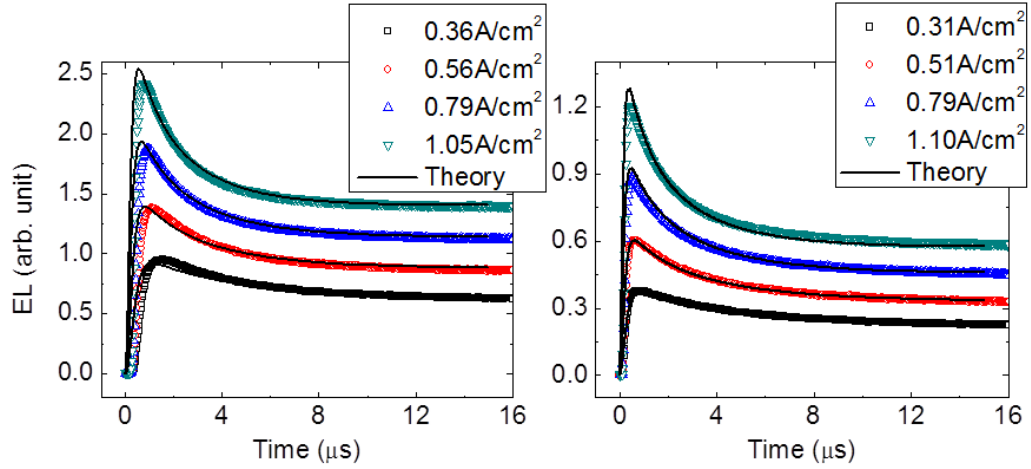 0.36A/cm²
0.56A/cm²
0.79A/cm²
1.05A/cm²
Theory
2.5
2.0
1.5
1.0
0.5
0.0
EL (arb. unit)
0 4 8 12 16
Time (μs)
0.31A/cm²
0.51A/cm²
0.79A/cm²
1.10A/cm²
Theory
1.2
0.9
0.6
0.3
0.0
0 4 8 12 16
Time (μs)